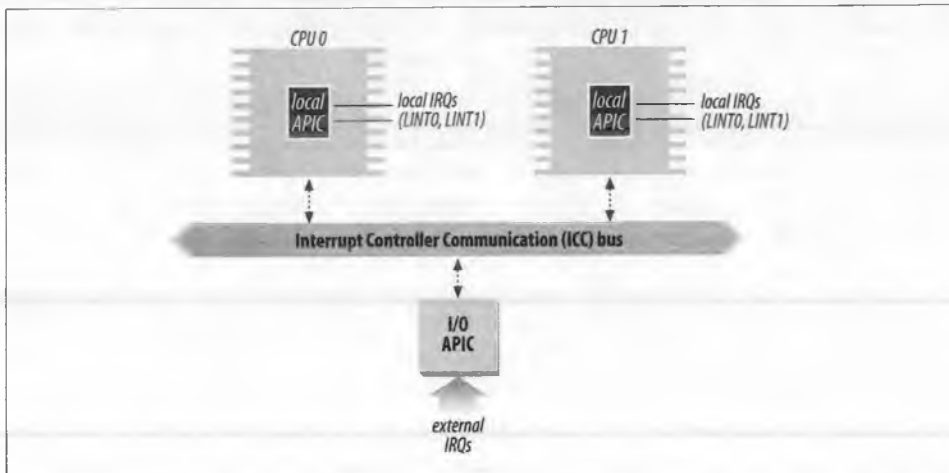 CPU 0
CPU 1
local
APIC
local IRQs
(LINT0, LINT1)
local
APIC
local IRQs
(LINT0, LINT1)
Interrupt Controller Communication (ICC) bus
I/O
APIC
external
IRQs